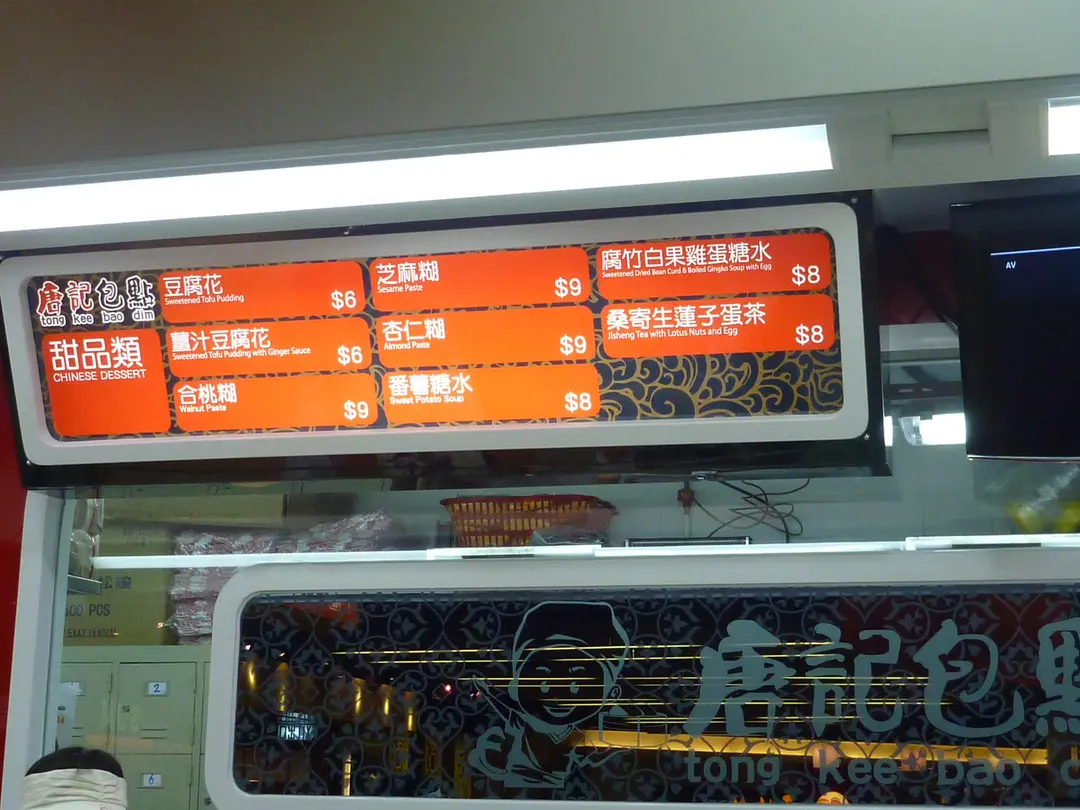 唐記包點
tong kee bao dim
甜品類
CHINESE DESSERT
豆腐花
Sweetened Tofu Pudding
$6
薑汁豆腐花
Sweetened Tofu Pudding with Ginger Sauce
$6
合桃糊
Walnut Paste
$9
芝麻糊
Sesame Paste
$9
杏仁糊
Almond Paste
$9
番薯糖水
Sweet Potato Soup
$8
腐竹白果雞蛋糖水
Sweetened Dried Bean Curd & Boiled Gingko Soup with Egg
$8
桑寄生蓮子蛋茶
Jisheng Tea with Lotus Nuts and Egg
$8
AV
500 PCS
2
6
唐記包點
tong kee bao